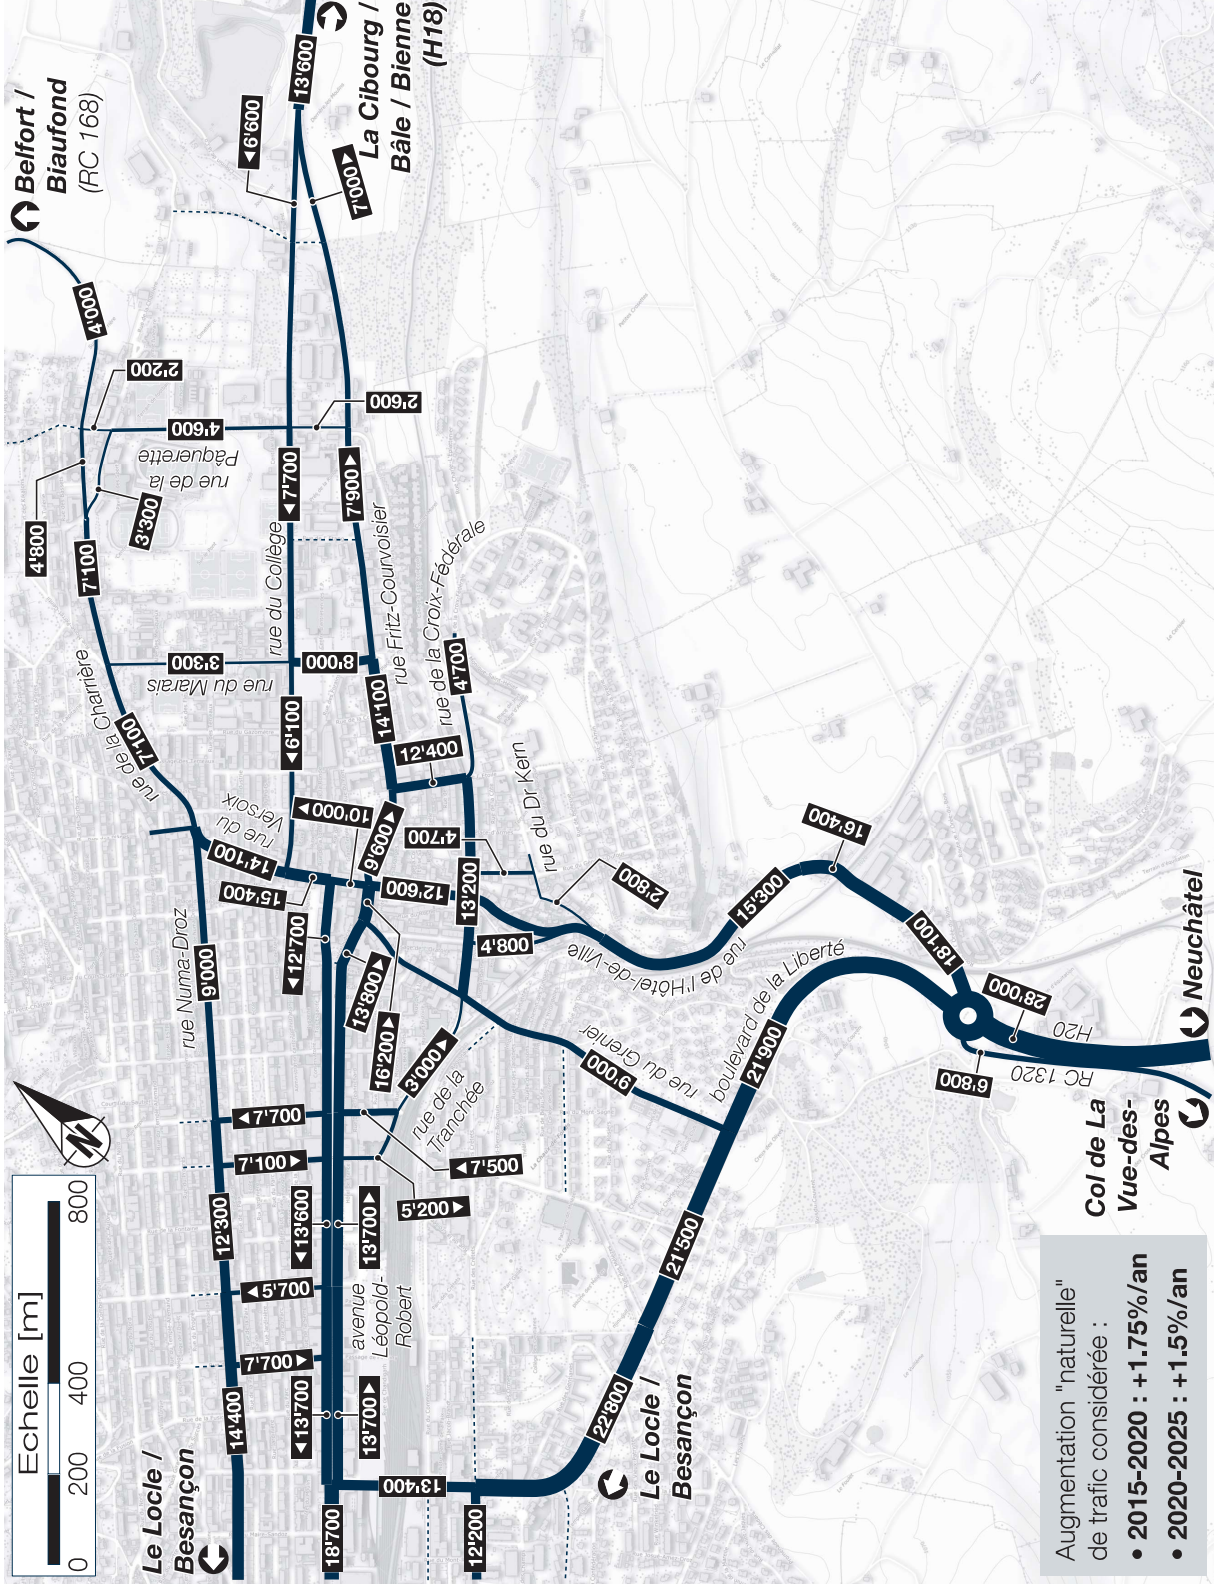 Belfort /
Biaufond
(RC 168)
La Cibourg /
Bâle / Bienne
(H18)
13'600
◄6'600
7'000►
4'000
2'200
2'600
4'600
rue de la
Pâquerette
4'800
3'300
7'100
◄7'700
7'900►
rue du Collège
rue Fritz-Courvoisier
rue de la Croix-Fédérale
rue de la Charrière
3'300
rue du Marais
8'000
4'700
14'100
7'100
◄6'100
12'400
rue du
Versoix
10'000►
9'600►
4'700
rue du Dr Kern
14'100
15'400
12'600
13'200
2'800
16'400
15'300
rue Numa-Droz
9'000
◄12'700
13'800►
16'200►
4'800
rue de l'Hôtel-de-Ville
18'100
boulevard de la Liberté
28'000
H20
RC 1320
6'800
Neuchâtel
Col de La
Vue-des-
Alpes
3'000►
rue de la
Tranchée
rue du Grenier
9'000
21'900
N
◄7'700
7'100►
◄7'500
5'200►
12'300
◄13'600
13'700►
21'500
◄5'700
7'700►
avenue
Léopold-
Robert
14'400
◄13'700
13'700►
22'800
13'400
18'700
12'200
Le Locle /
Besançon
Le Locle /
Besançon
Echelle [m]
0 200 400 800
Augmentation "naturelle"
de trafic considérée :
• 2015-2020 : +1.75%/an
• 2020-2025 : +1.5%/an